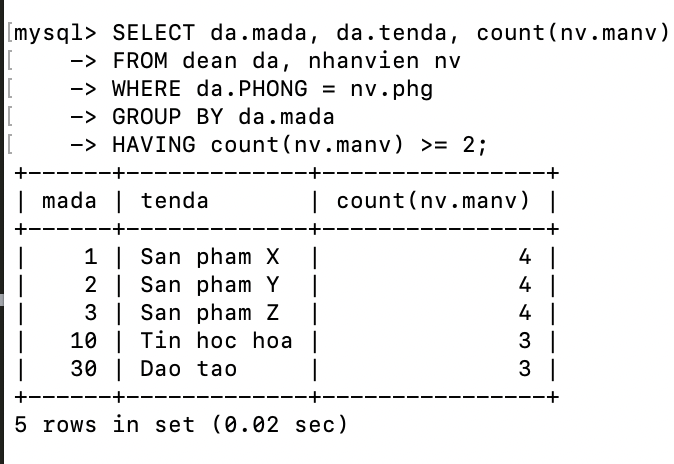 [mysql> SELECT da.mada, da.tenda, count(nv.manv)
[    -> FROM dean da, nhanvien nv
[    -> WHERE da.PHONG = nv.phg
[    -> GROUP BY da.mada
[    -> HAVING count(nv.manv) >= 2;
+------+-------------+----------------+
| mada | tenda       | count(nv.manv) |
+------+-------------+----------------+
|    1 | San pham X  |              4 |
|    2 | San pham Y  |              4 |
|    3 | San pham Z  |              4 |
|   10 | Tin hoc hoa |              3 |
|   30 | Dao tao     |              3 |
+------+-------------+----------------+
5 rows in set (0.02 sec)